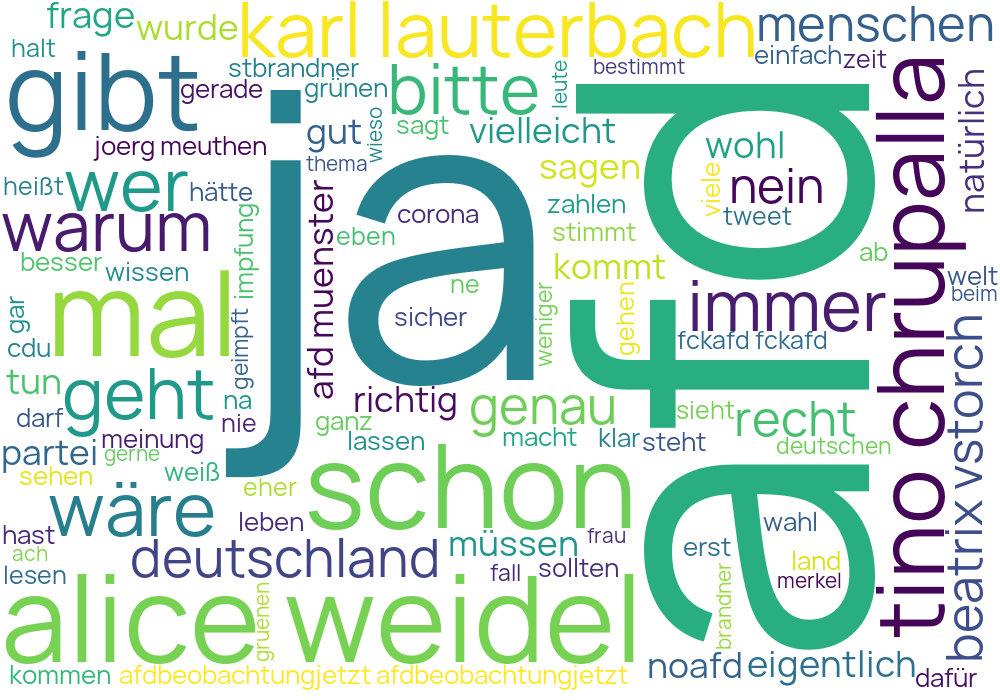 frage
wurde
karl lauterbach
menschen
halt
stbrandner
bestimmt
einfach
zeit
gibt
gerade
grünen
bitte
leute
ja
afd
tino chrupalla
natürlich
joerg meuthen
gut
wieso
sagt
vielleicht
wohl
thema
sagen
viele
nein
heißt
wer
hätte
corona
zahlen
tweet
warum
impfung
afd muenster
eben
stimmt
ab
besser
wissen
kommt
welt
mal
ne
weniger
gehen
immer
beim
gar
sicher
fckafd fckafd
cdu
geimpft
beatrix vstorch
tun
geht
na
richtig
genau
sieht
recht
darf
nie
ganz
partei
meinung
lassen
macht
klar
steht
deutschen
gerne
sehen
weiß
schon
wäre
eher
hast
leben
deutschland
müssen
frau
wahl
ach
erst
land
lesen
fall
sollten
merkel
alice weidel
gruenen
brandner
noafd
eigentlich
kommen
afdbeobachtungjetzt afdbeobachtungjetzt
dafür